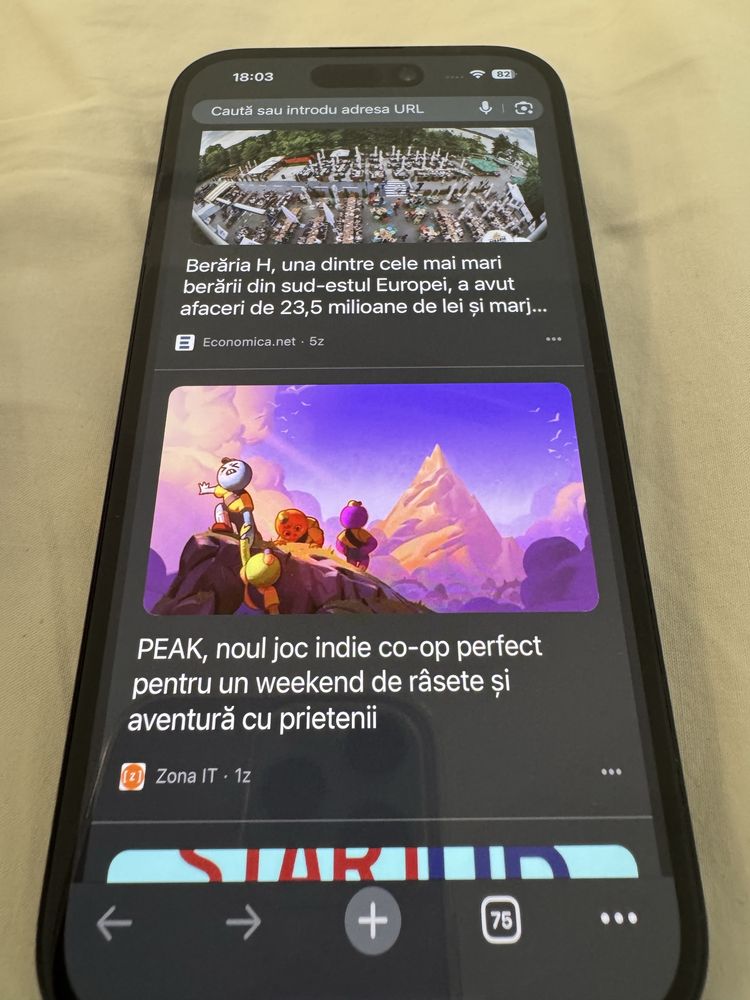 18:03
82
Caută sau introdu adresa URL
Berăria H, una dintre cele mai mari
berării din sud-estul Europei, a avut
afaceri de 23,5 milioane de lei și marj...
Economica.net · 5z
PEAK, noul joc indie co-op perfect
pentru un weekend de râsete și
aventură cu prietenii
[z] Zona IT · 1z
STARTUP
75